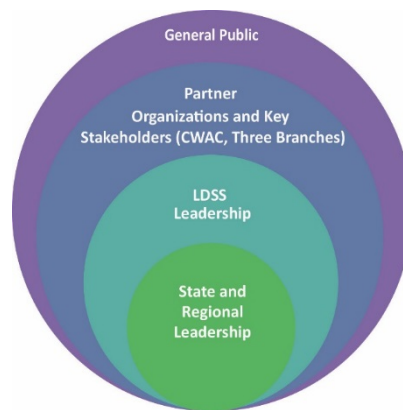 General Public
Partner
Organizations and Key
Stakeholders (CWAC, Three Branches)
LDSS
Leadership
State and
Regional
Leadership